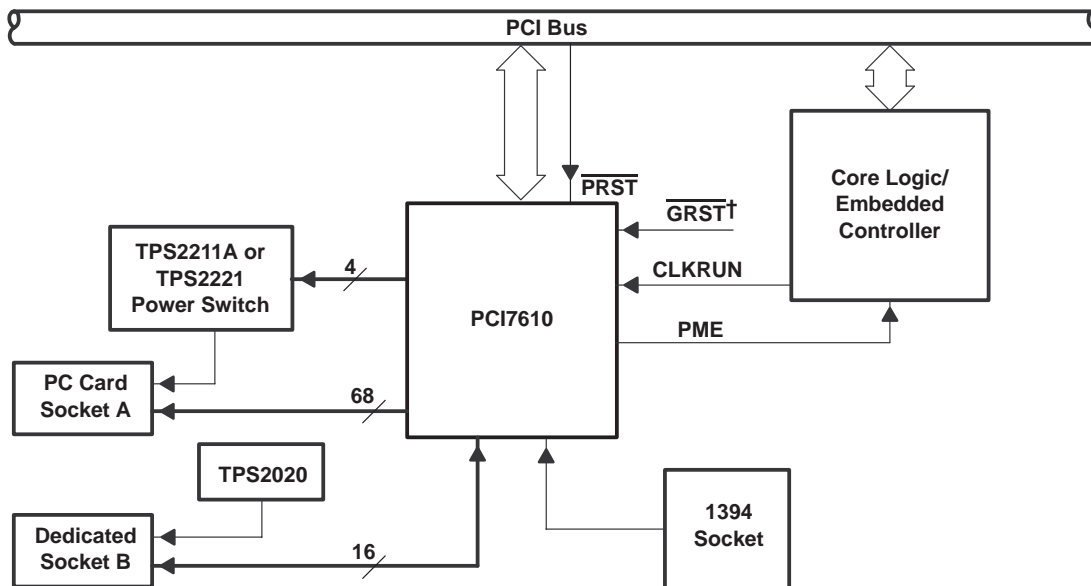 PCI Bus
PRST
GRST†
Core Logic/
Embedded
Controller
TPS2211A or
TPS2221
Power Switch
4
CLKRUN
PCI7610
PME
PC Card
Socket A
68
TPS2020
Dedicated
Socket B
16
1394
Socket